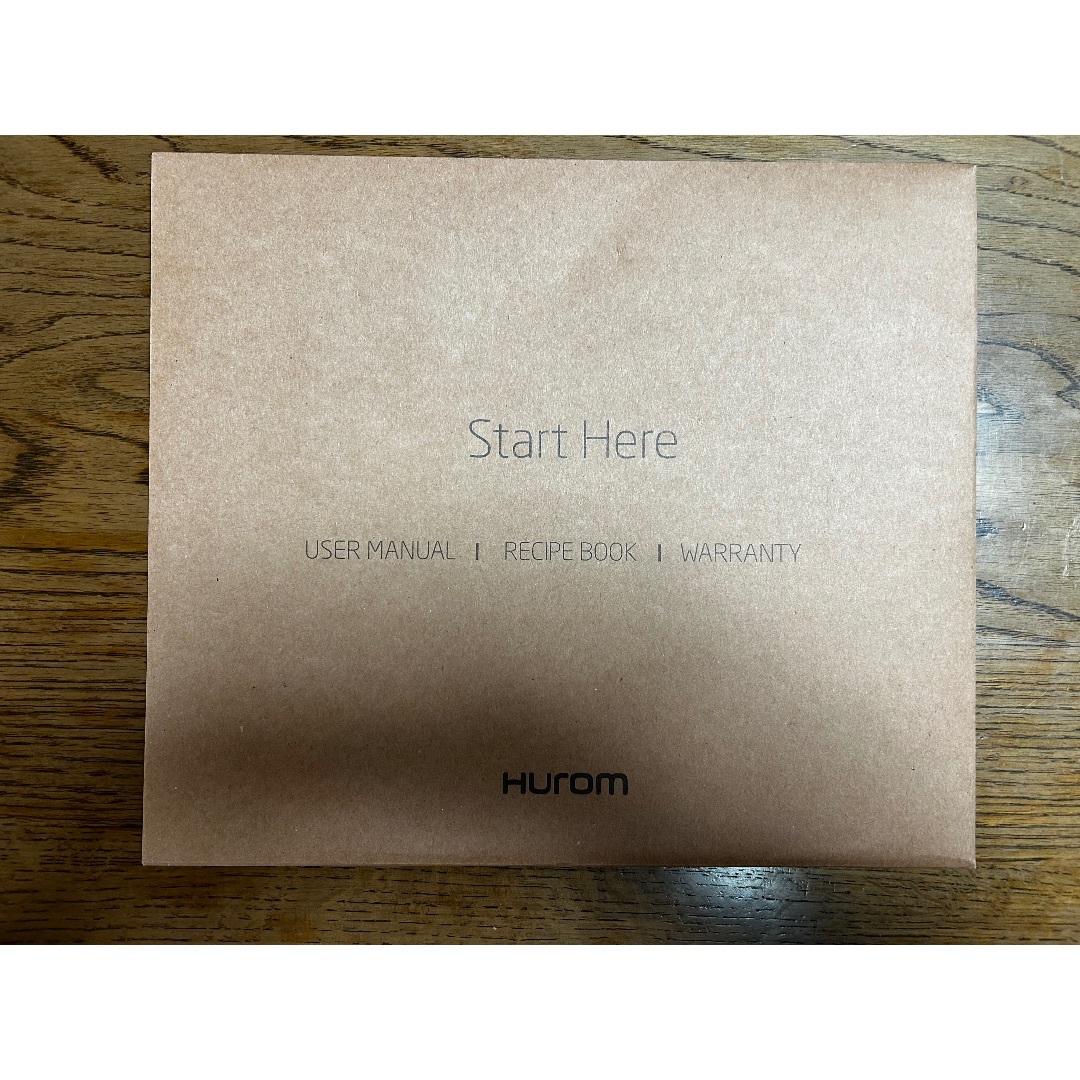 Start Here
USER MANUAL | RECIPE BOOK | WARRANTY
Hurom